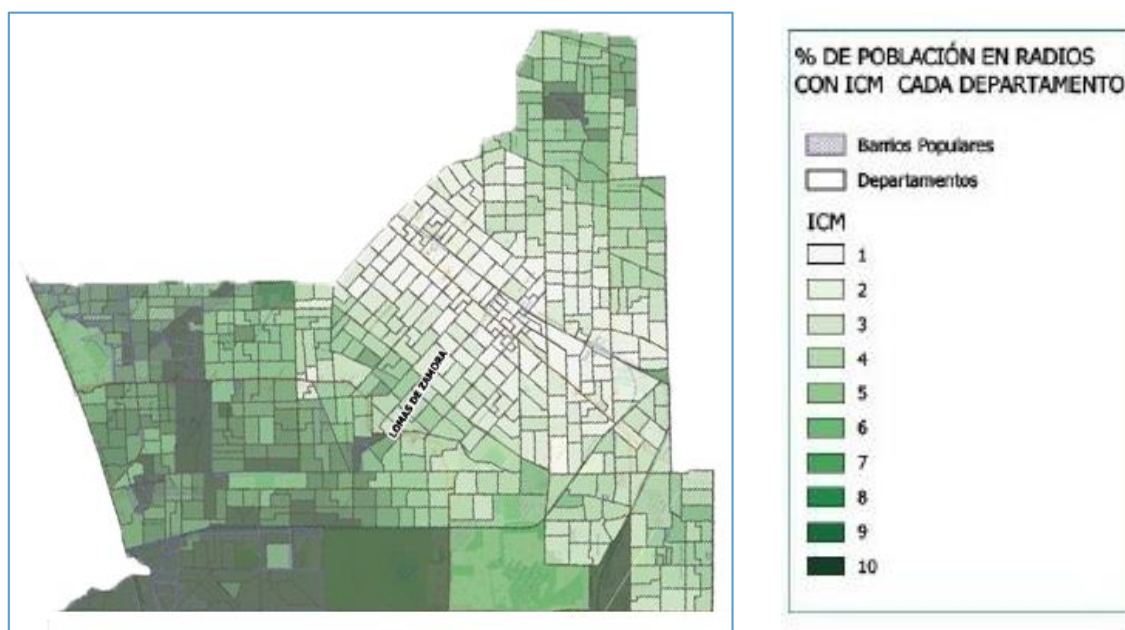 LOMAS DE ZAMORA
% DE POBLACIÓN EN RADIOS
CON ICM CADA DEPARTAMENTO
Barrios Populares
Departamentos
ICM
1
2
3
4
5
6
7
8
9
10